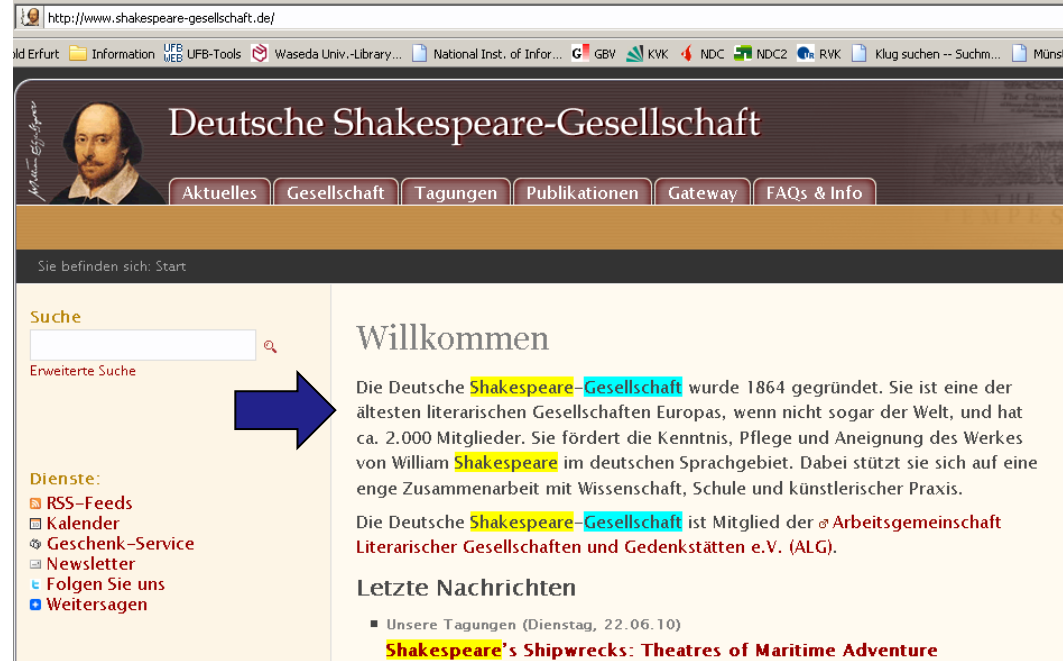 http://www.shakespeare-gesellschaft.de/
old Erfurt Information UFB-Tools Waseda Univ.-Library... National Inst. of Infor... GBV KVK NDC NDC2 RVK Klug suchen -- Suchm... Münst
Deutsche Shakespeare-Gesellschaft
Aktuelles Gesellschaft Tagungen Publikationen Gateway FAQs & Info
Sie befinden sich: Start
Suche
Erweiterte Suche
Dienste:
RSS-Feeds
Kalender
Geschenk-Service
Newsletter
Folgen Sie uns
Weitersagen
Willkommen
Die Deutsche Shakespeare-Gesellschaft wurde 1864 gegründet. Sie ist eine der
ältesten literarischen Gesellschaften Europas, wenn nicht sogar der Welt, und hat
ca. 2.000 Mitglieder. Sie fördert die Kenntnis, Pflege und Aneignung des Werkes
von William Shakespeare im deutschen Sprachgebiet. Dabei stützt sie sich auf eine
enge Zusammenarbeit mit Wissenschaft, Schule und künstlerischer Praxis.
Die Deutsche Shakespeare-Gesellschaft ist Mitglied der Arbeitsgemeinschaft
Literarischer Gesellschaften und Gedenkstätten e.V. (ALG).
Letzte Nachrichten
Unsere Tagungen (Dienstag, 22.06.10)
Shakespeare's Shipwrecks: Theatres of Maritime Adventure